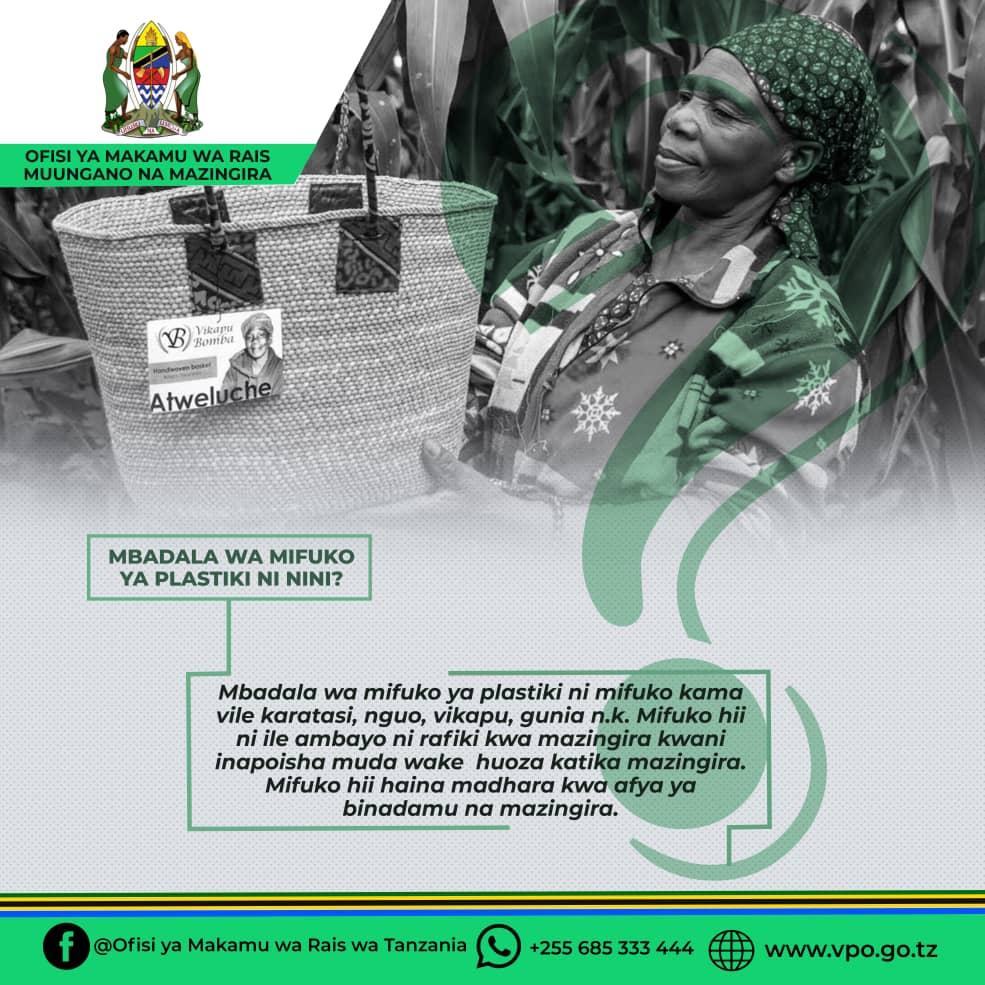 OFISI YA MAKAMU WA RAIS
MUUNGANO NA MAZINGIRA
VB
Vikapu
Bomba
Handwoven basket
Atweluche
MBADALA WA MIFUKO
YA PLASTIKI NI NINI?
Mbadala wa mifuko ya plastiki ni mifuko kama
vile karatasi, nguo, vikapu, gunia n.k. Mifuko hii
ni ile ambayo ni rafiki kwa mazingira kwani
inapoisha muda wake huoza katika mazingira.
Mifuko hii haina madhara kwa afya ya
binadamu na mazingira.
@Ofisi ya Makamu wa Rais wa Tanzania
+255 685 333 444
www.vpo.go.tz